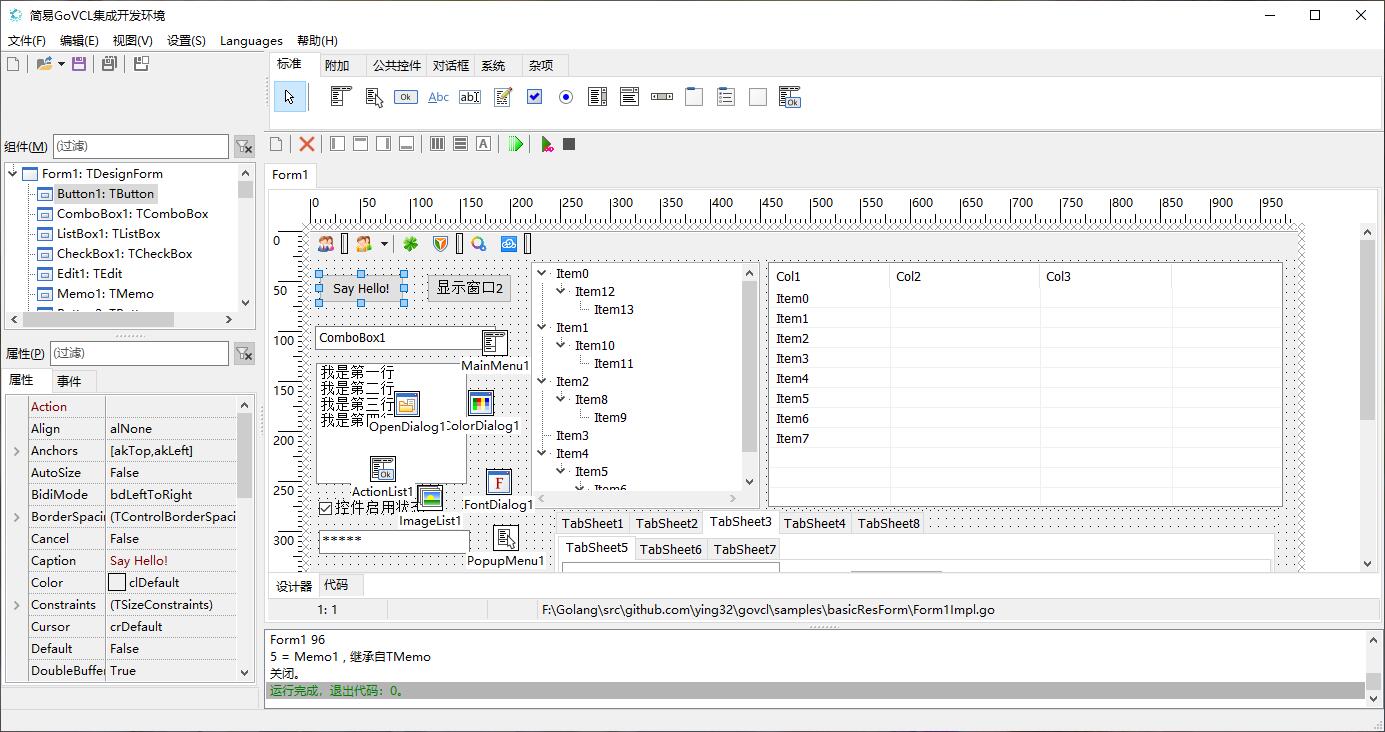 简易GoVCL集成开发环境
文件(F) 编辑(E) 视图(V) 设置(S) Languages 帮助(H)
标准 附加 公共控件 对话框 系统 杂项
Ok Abc ab Ok
组件(M) (过滤)
Form1: TDesignForm
Button1: TButton
ComboBox1: TComboBox
ListBox1: TListBox
CheckBox1: TCheckBox
Edit1: TEdit
Memo1: TMemo
属性(P) (过滤)
属性 事件
Action
Align alNone
Anchors [akTop,akLeft]
AutoSize False
BidiMode bdLeftToRight
BorderSpaci (TControlBorderSpaci
Cancel False
Caption Say Hello!
Color clDefault
Constraints (TSizeConstraints)
Cursor crDefault
Default False
DoubleBuffe True
A
Form1
0 50 100 150 200 250 300 350 400 450 500 550 600 650 700 750 800 850 900 950
0
50
100
150
200
250
300
Say Hello! 显示窗口2
ComboBox1
MainMenu1
我是第一行
我是第二行
我是第三行
我是第四行
OpenDialog1
ColorDialog1
Ok
ActionList1
F
FontDialog1
控件启用状态
ImageList1
*****
PopupMenu1
Item0
Item12
Item13
Item1
Item10
Item11
Item2
Item8
Item9
Item3
Item4
Item5
Item6
Col1 Col2 Col3
Item0
Item1
Item2
Item3
Item4
Item5
Item6
Item7
TabSheet1 TabSheet2 TabSheet3 TabSheet4 TabSheet8
TabSheet5 TabSheet6 TabSheet7
设计器 代码
1: 1 F:\Golang\src\github.com\ying32\govcl\samples\basicResForm\Form1Impl.go
Form1 96
5 = Memo1 , 继承自TMemo
关闭。
运行完成，退出代码：0。